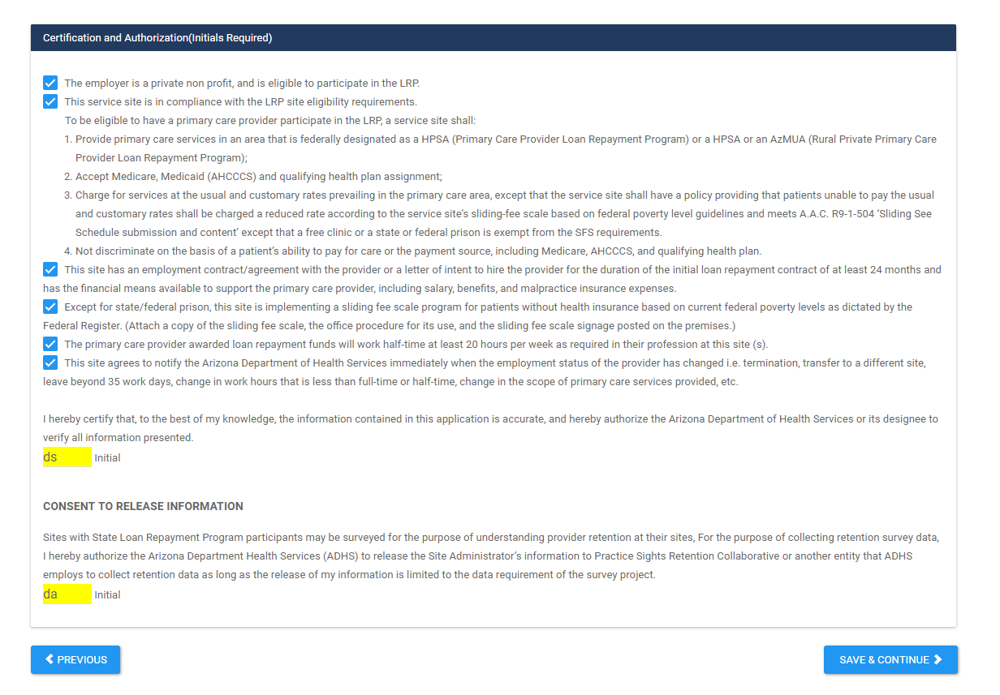 Certification and Authorization(Initials Required)
The employer is a private non profit, and is eligible to participate in the LRP.
This service site is in compliance with the LRP site eligibility requirements.
To be eligible to have a primary care provider participate in the LRP, a service site shall:
1. Provide primary care services in an area that is federally designated as a HPSA (Primary Care Provider Loan Repayment Program) or a HPSA or an AzMUA (Rural Private Primary Care
Provider Loan Repayment Program);
2. Accept Medicare, Medicaid (AHCCCS) and qualifying health plan assignment;
3. Charge for services at the usual and customary rates prevailing in the primary care area, except that the service site shall have a policy providing that patients unable to pay the usual
and customary rates shall be charged a reduced rate according to the service site’s sliding-fee scale based on federal poverty level guidelines and meets A.A.C. R9-1-504 ‘Sliding See
Schedule submission and content’ except that a free clinic or a state or federal prison is exempt from the SFS requirements.
4. Not discriminate on the basis of a patient’s ability to pay for care or the payment source, including Medicare, AHCCCS, and qualifying health plan.
This site has an employment contract/agreement with the provider or a letter of intent to hire the provider for the duration of the initial loan repayment contract of at least 24 months and
has the financial means available to support the primary care provider, including salary, benefits, and malpractice insurance expenses.
Except for state/federal prison, this site is implementing a sliding fee scale program for patients without health insurance based on current federal poverty levels as dictated by the
Federal Register. (Attach a copy of the sliding fee scale, the office procedure for its use, and the sliding fee scale signage posted on the premises.)
The primary care provider awarded loan repayment funds will work half-time at least 20 hours per week as required in their profession at this site (s).
This site agrees to notify the Arizona Department of Health Services immediately when the employment status of the provider has changed i.e. termination, transfer to a different site,
leave beyond 35 work days, change in work hours that is less than full-time or half-time, change in the scope of primary care services provided, etc.
I hereby certify that, to the best of my knowledge, the information contained in this application is accurate, and hereby authorize the Arizona Department of Health Services or its designee to
verify all information presented.
ds Initial
CONSENT TO RELEASE INFORMATION
Sites with State Loan Repayment Program participants may be surveyed for the purpose of understanding provider retention at their sites, For the purpose of collecting retention survey data,
I hereby authorize the Arizona Department Health Services (ADHS) to release the Site Administrator’s information to Practice Sights Retention Collaborative or another entity that ADHS
employs to collect retention data as long as the release of my information is limited to the data requirement of the survey project.
da Initial
PREVIOUS
SAVE & CONTINUE